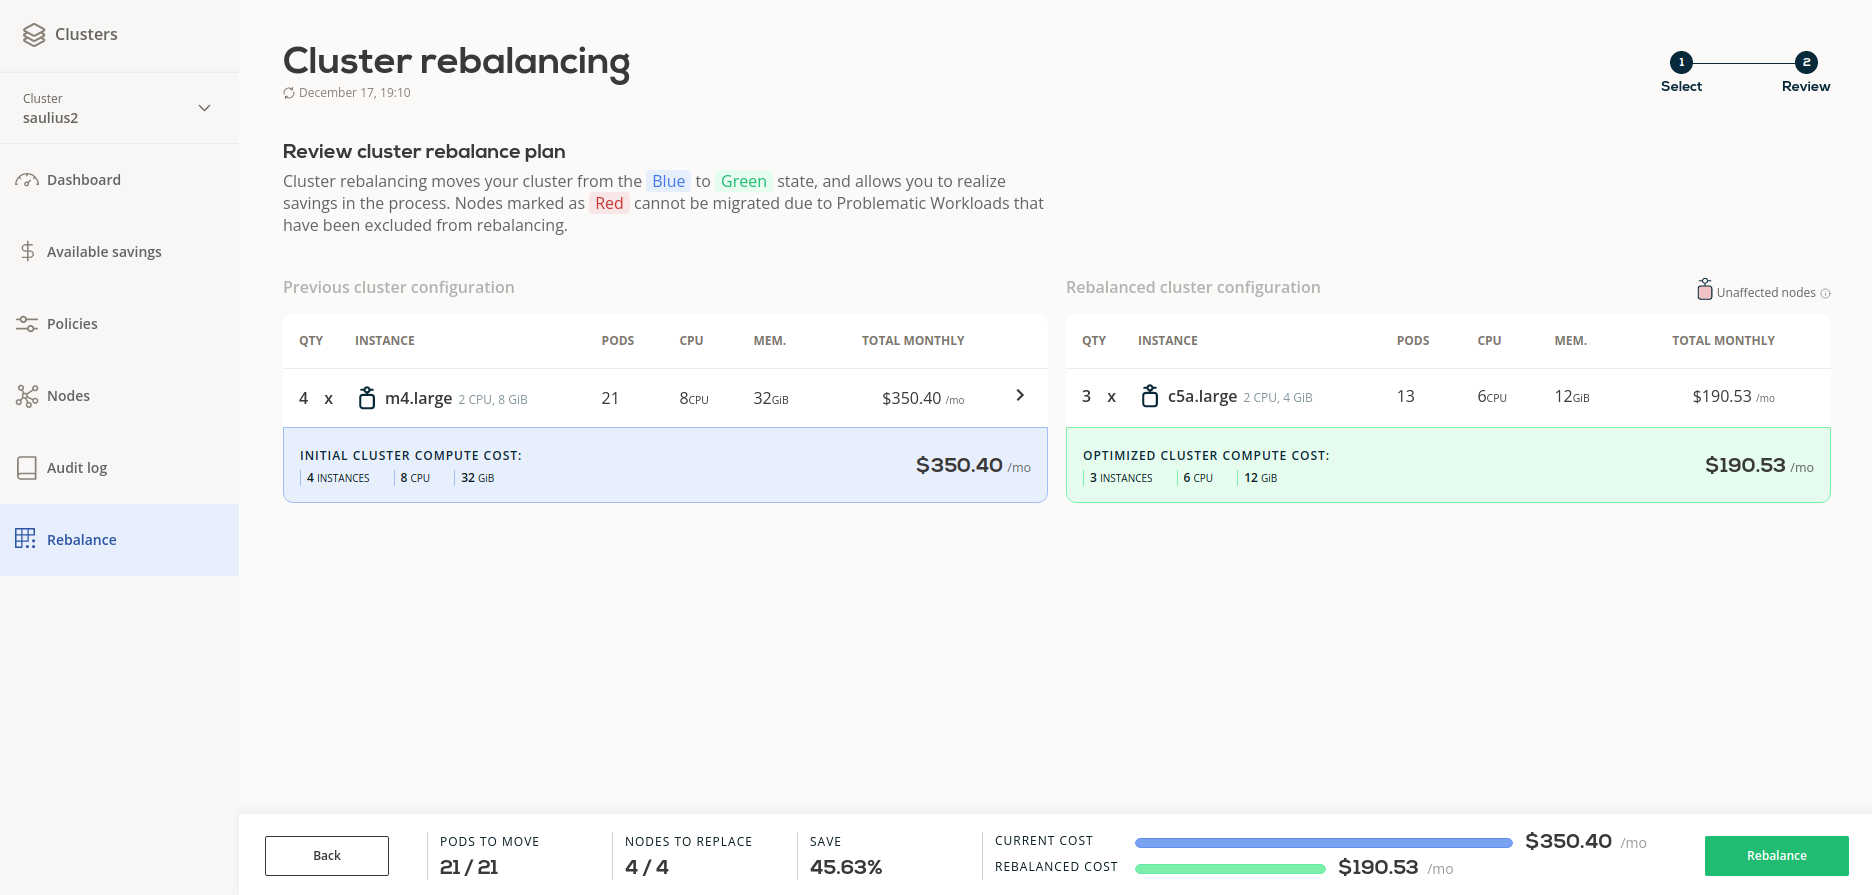 Clusters
Cluster
saulius2
Dashboard
Available savings
Policies
Nodes
Audit log
Rebalance
Cluster rebalancing
December 17, 19:10
1 2
Select Review
Review cluster rebalance plan
Cluster rebalancing moves your cluster from the Blue to Green state, and allows you to realize
savings in the process. Nodes marked as Red cannot be migrated due to Problematic Workloads that
have been excluded from rebalancing.
Previous cluster configuration
QTY INSTANCE PODS CPU MEM. TOTAL MONTHLY
4 x m4.large 2 CPU, 8 GiB 21 8CPU 32GiB $350.40 /mo
INITIAL CLUSTER COMPUTE COST:
4 INSTANCES 8 CPU 32 GiB
$350.40 /mo
Rebalanced cluster configuration
Unaffected nodes
QTY INSTANCE PODS CPU MEM. TOTAL MONTHLY
3 x c5a.large 2 CPU, 4 GiB 13 6CPU 12GiB $190.53 /mo
OPTIMIZED CLUSTER COMPUTE COST:
3 INSTANCES 6 CPU 12 GiB
$190.53 /mo
Back
PODS TO MOVE
21 / 21
NODES TO REPLACE
4 / 4
SAVE
45.63%
CURRENT COST $350.40 /mo
REBALANCED COST $190.53 /mo
Rebalance